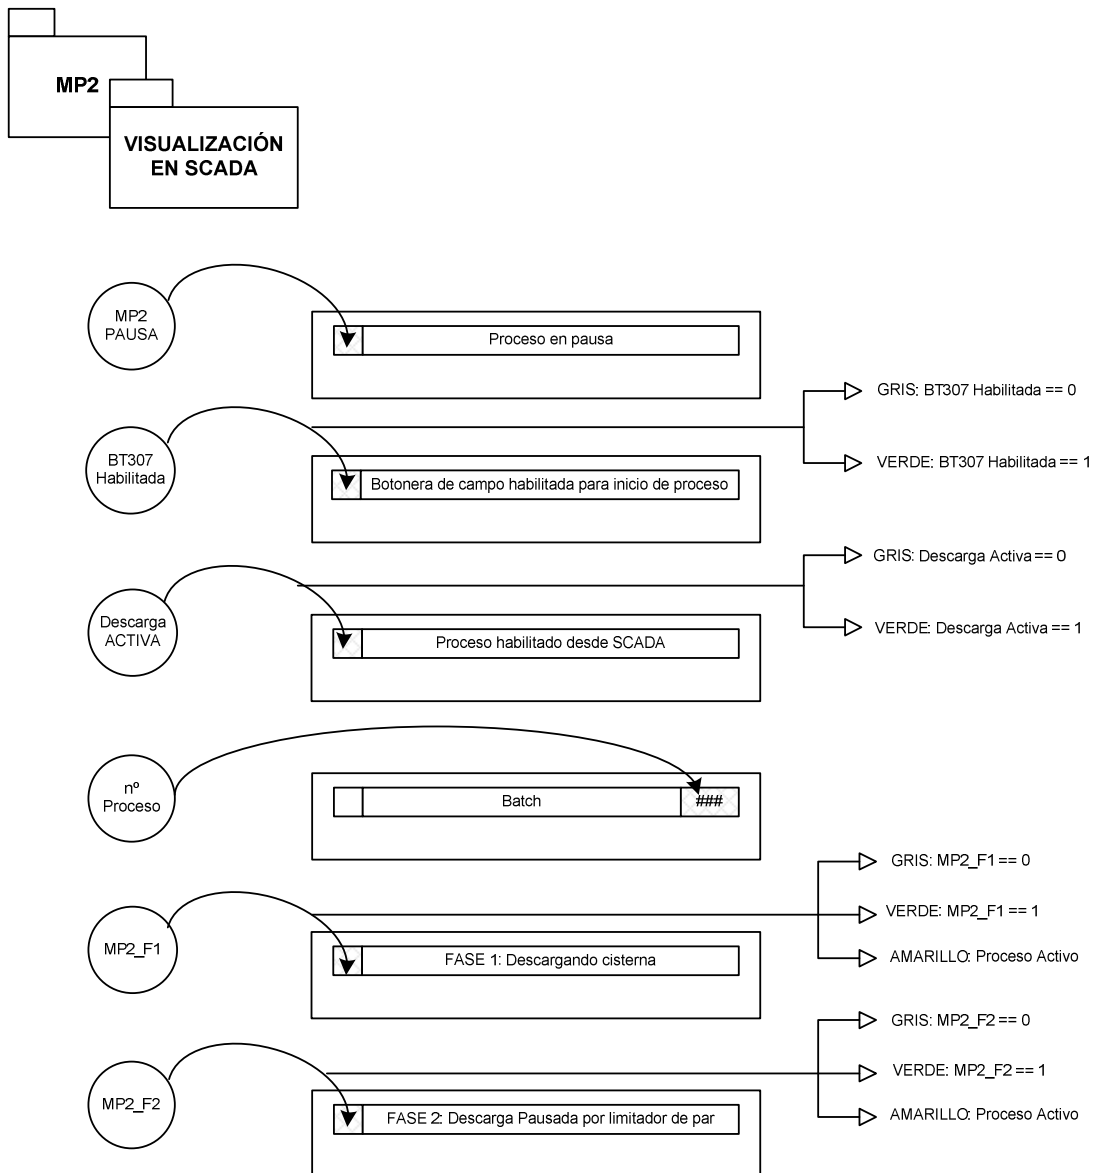 MP2
VISUALIZACIÓN
EN SCADA
MP2
PAUSA
Proceso en pausa
GRIS: BT307 Habilitada == 0
BT307
Habilitada
VERDE: BT307 Habilitada == 1
Botonera de campo habilitada para inicio de proceso
GRIS: Descarga Activa == 0
Descarga
ACTIVA
VERDE: Descarga Activa == 1
Proceso habilitado desde SCADA
nº
Proceso
Batch
###
GRIS: MP2_F1 == 0
VERDE: MP2_F1 == 1
MP2_F1
FASE 1: Descargando cisterna
AMARILLO: Proceso Activo
GRIS: MP2_F2 == 0
VERDE: MP2_F2 == 1
MP2_F2
FASE 2: Descarga Pausada por limitador de par
AMARILLO: Proceso Activo